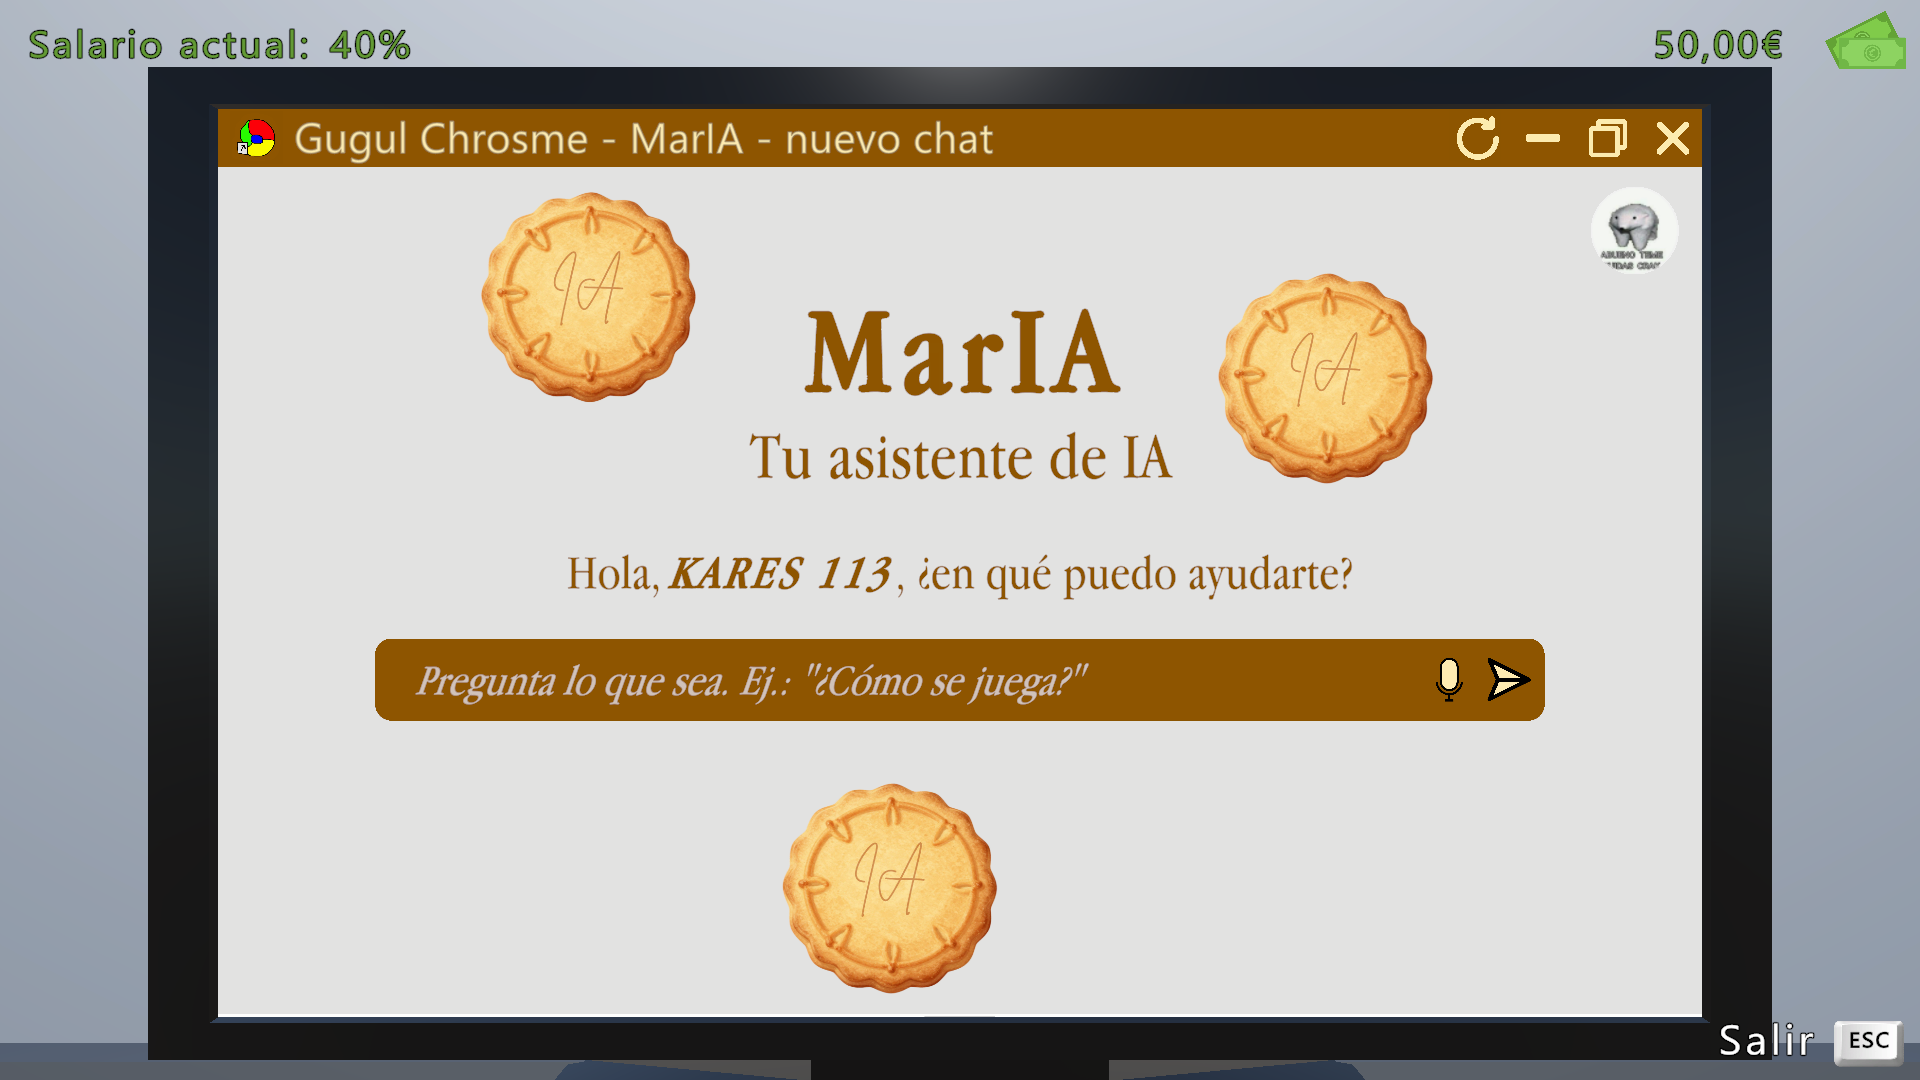 Salario actual: 40%
50,00€
Gugul Chrosme - MarIA - nuevo chat
IA
IA
MarIA
Tu asistente de IA
Hola, KARES 113, ¿en qué puedo ayudarte?
Pregunta lo que sea. Ej.: "¿Cómo se juega?"
IA
Salir ESC